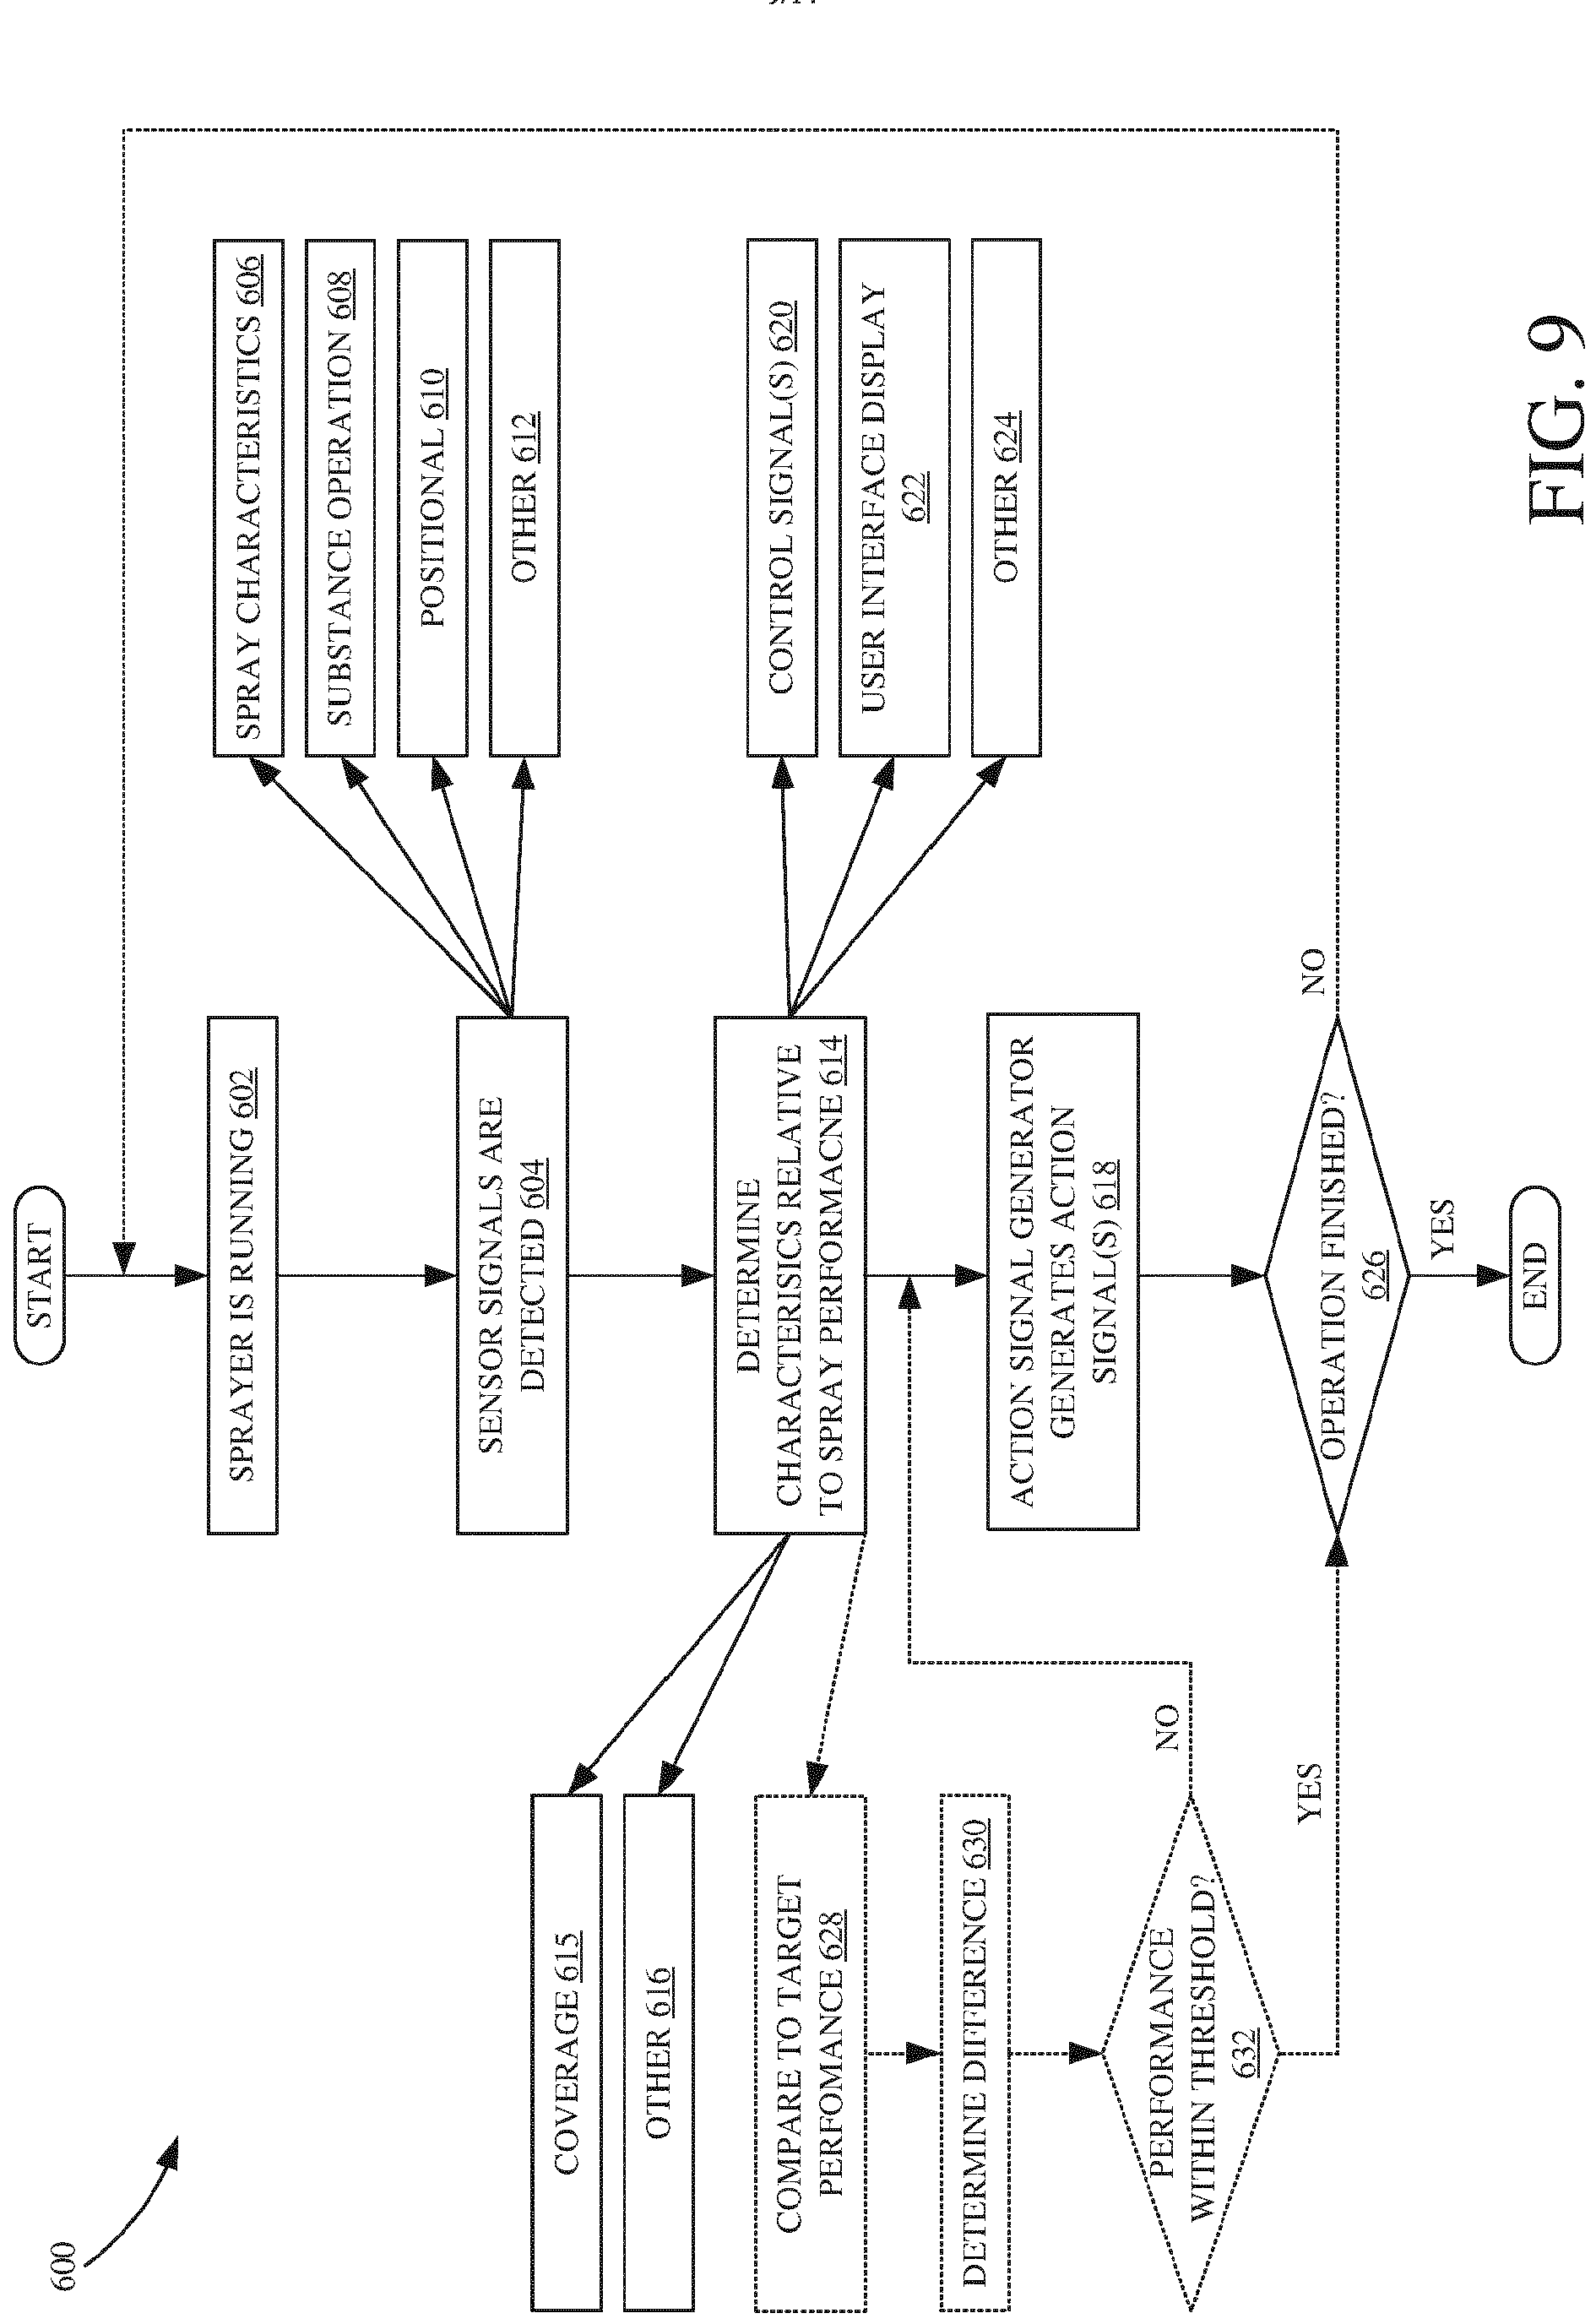 600
START
SPRAYER IS RUNNING 602
SENSOR SIGNALS ARE
DETECTED 604
SPRAY CHARACTERISTICS 606
SUBSTANCE OPERATION 608
POSITIONAL 610
OTHER 612
DETERMINE
CHARACTERISICS RELATIVE
TO SPRAY PERFORMACNE 614
COVERAGE 615
OTHER 616
CONTROL SIGNAL(S) 620
USER INTERFACE DISPLAY
622
OTHER 624
COMPARE TO TARGET
PERFOMANCE 628
DETERMINE DIFFERENCE 630
PERFORMANCE
WITHIN THRESHOLD?
632
NO
YES
ACTION SIGNAL GENERATOR
GENERATES ACTION
SIGNAL(S) 618
OPERATION FINISHED?
626
NO
YES
END
FIG. 9